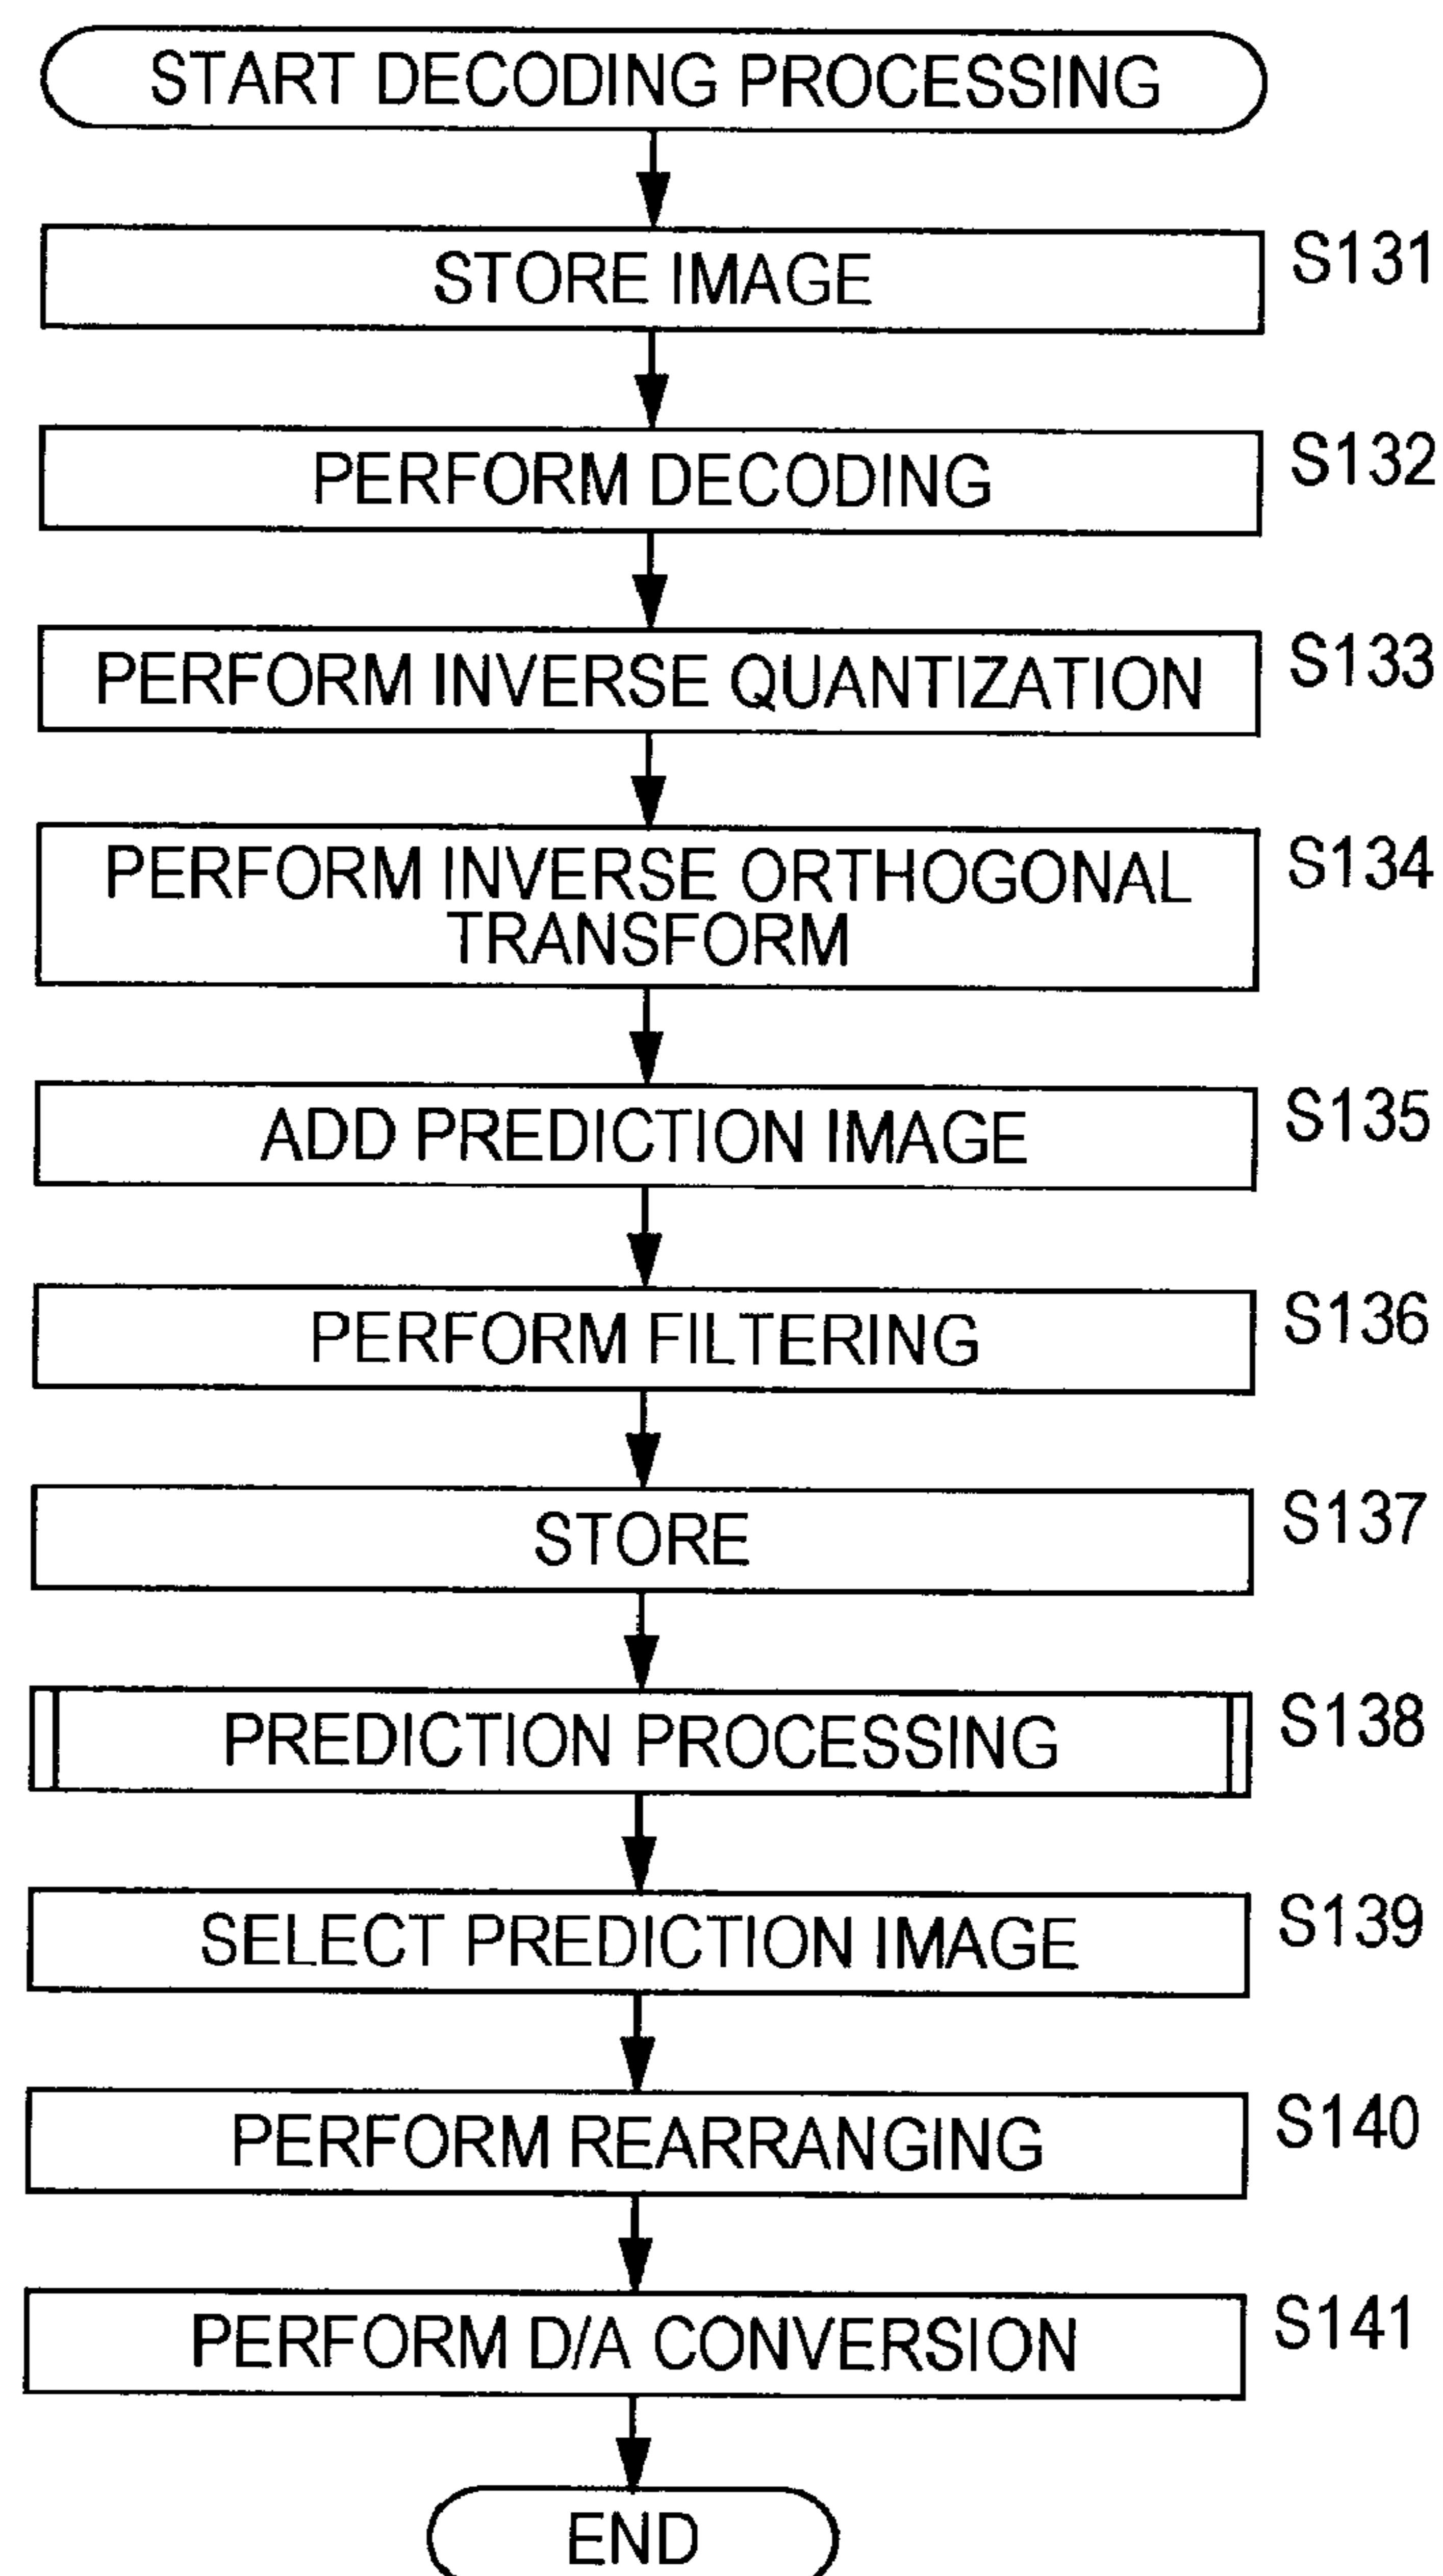 START DECODING PROCESSING
STORE IMAGE
S131
PERFORM DECODING
S132
PERFORM INVERSE QUANTIZATION
S133
PERFORM INVERSE ORTHOGONAL
TRANSFORM
S134
ADD PREDICTION IMAGE
S135
PERFORM FILTERING
S136
STORE
S137
PREDICTION PROCESSING
S138
SELECT PREDICTION IMAGE
S139
PERFORM REARRANGING
S140
PERFORM D/A CONVERSION
S141
END